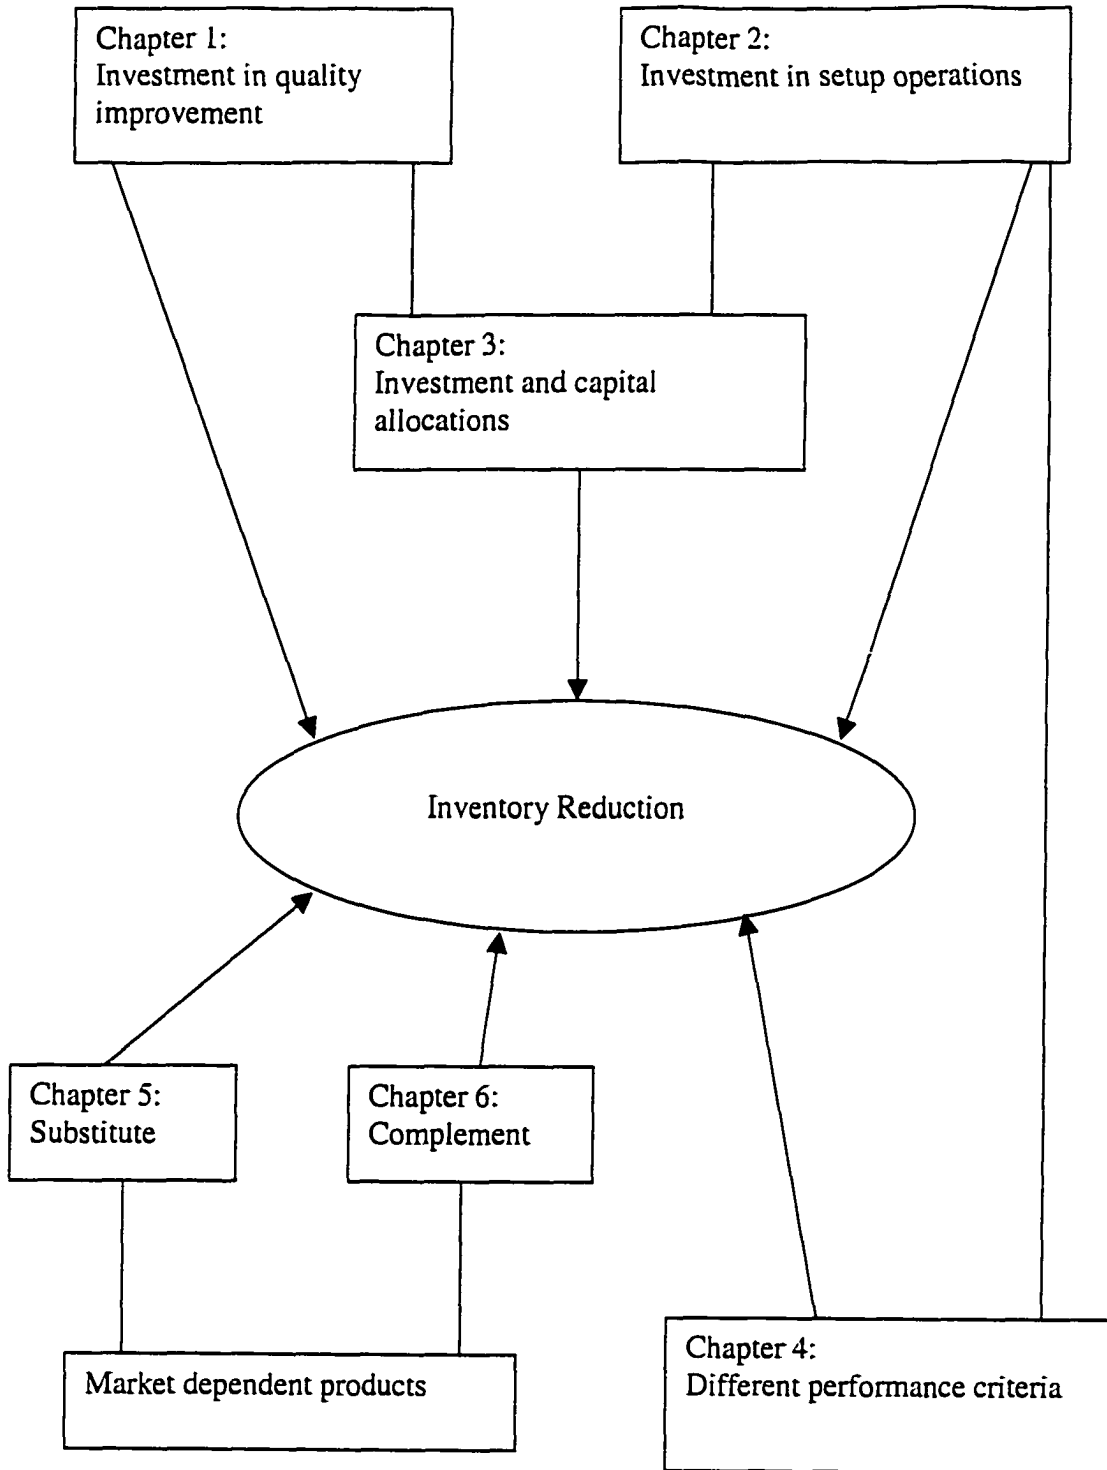 Chapter 1:
Investment in quality
improvement
Chapter 2:
Investment in setup operations
Chapter 3:
Investment and capital
allocations
Inventory Reduction
Chapter 5:
Substitute
Chapter 6:
Complement
Market dependent products
Chapter 4:
Different performance criteria